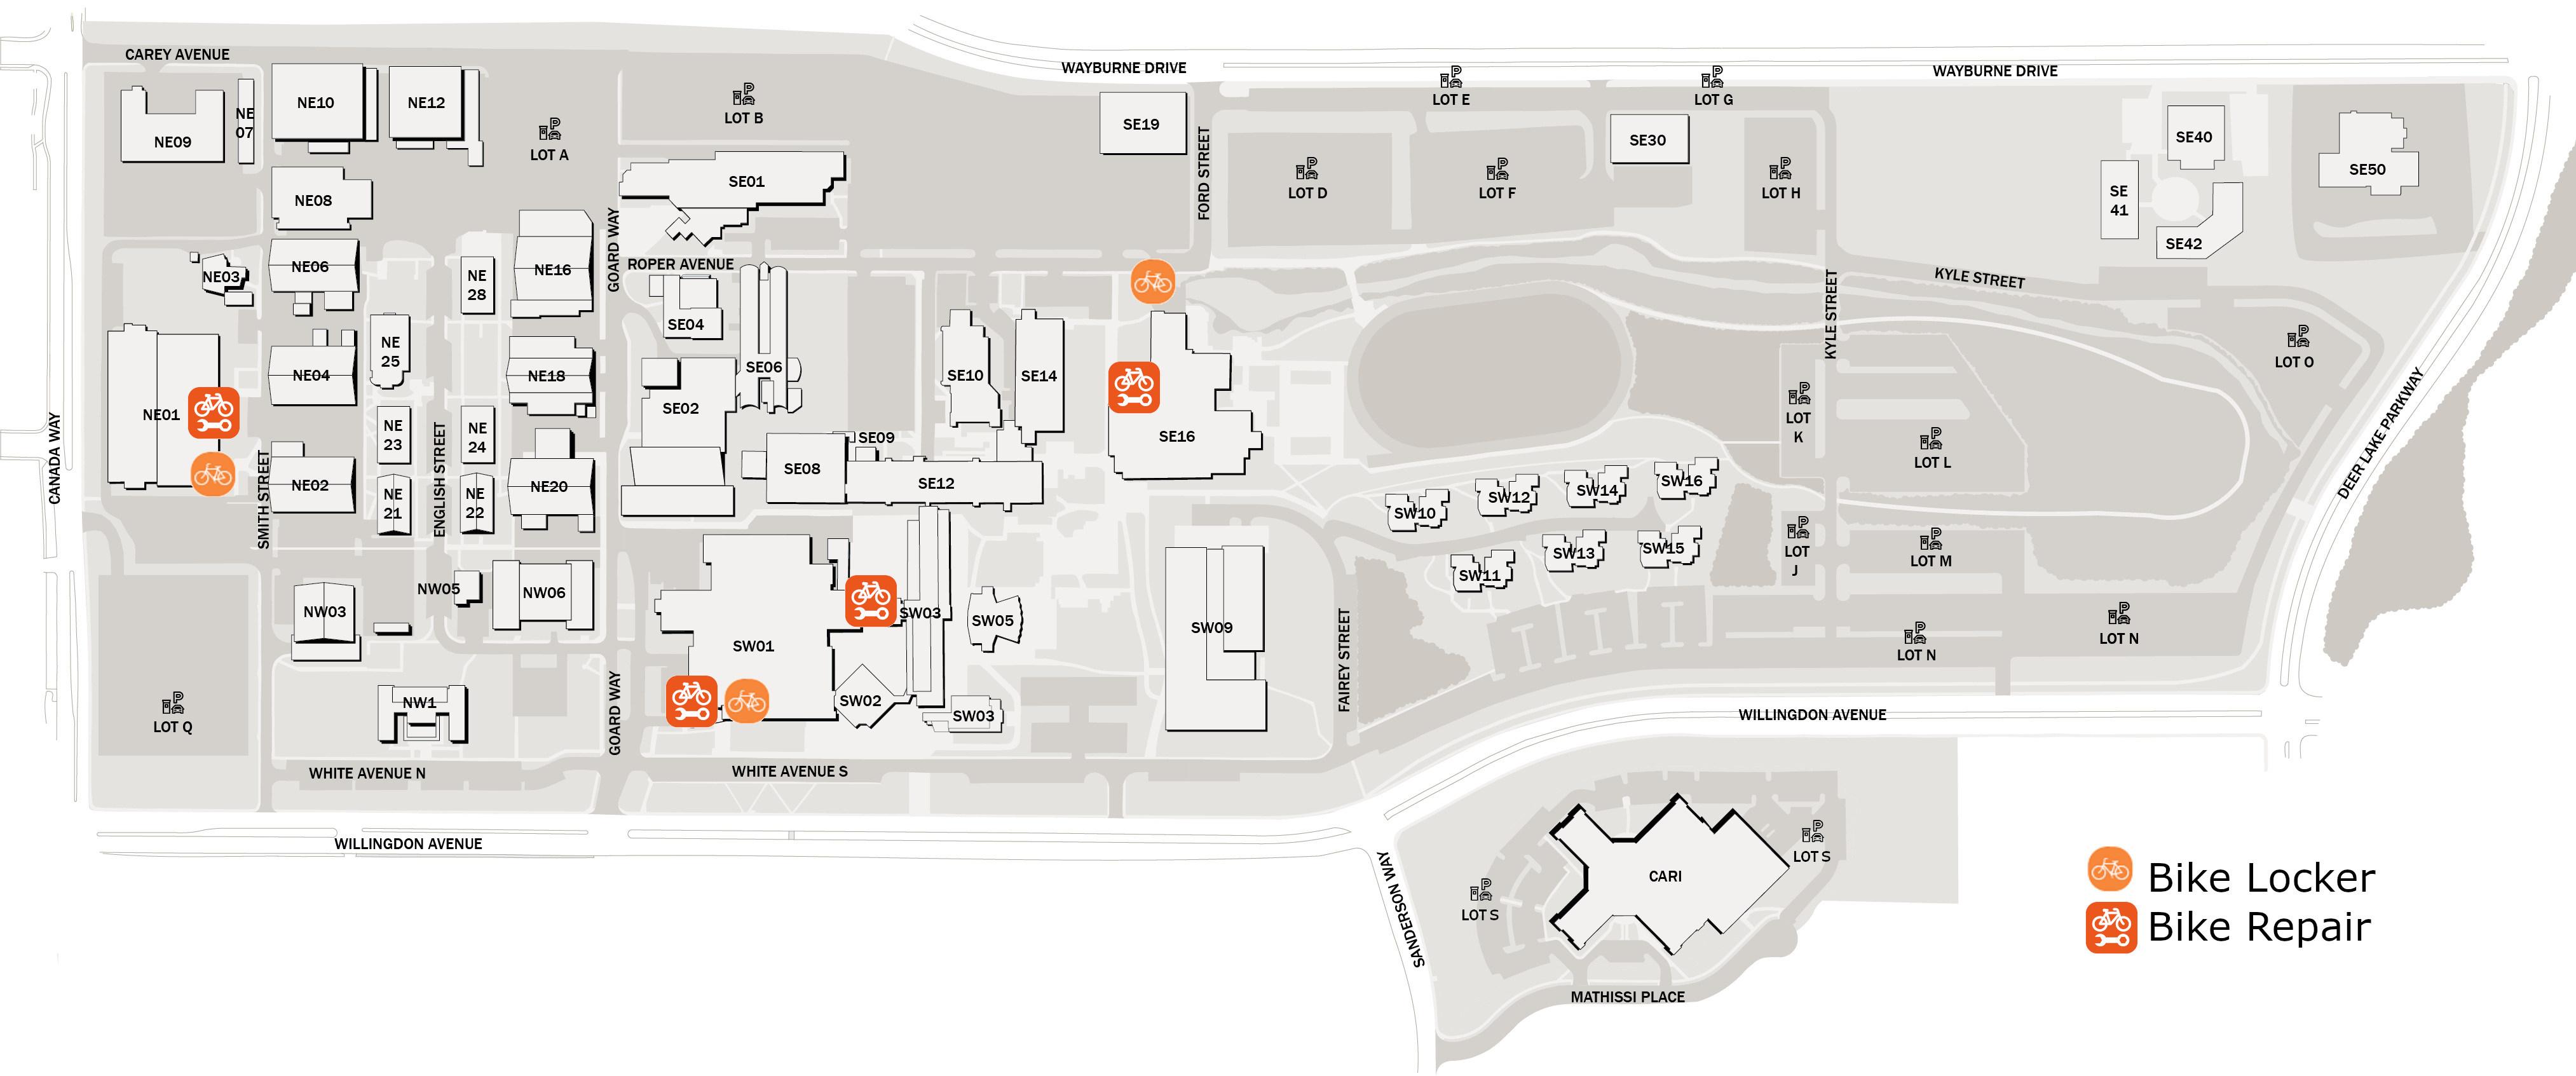 CAREY AVENUE
WAYBURNE DRIVE
WAYBURNE DRIVE
NE09
NE
07
NE10
NE12
LOT A
LOT B
SE19
FORD STREET
LOT E
LOT G
SE30
LOT D
LOT F
LOT H
SE40
SE
41
SE42
SE50
NE08
SE01
GOARD WAY
ROPER AVENUE
NE03
NE06
NE
28
NE16
SE04
SE06
KYLE STREET
KYLE STREET
LOT O
NE
25
NE04
NE18
SE02
SE10
SE14
SE16
NE01
NE
23
NE
24
SE09
SE08
SE12
LOT
K
LOT L
DEER LAKE PARKWAY
CANADA WAY
SMITH STREET
ENGLISH STREET
NE02
NE
21
NE
22
NE20
SW10
SW12
SW14
SW16
SW11
SW13
SW15
LOT
J
LOT M
NW03
NW05
NW06
SW01
SW03
SW05
SW09
FAIREY STREET
LOT N
LOT N
LOT Q
NW1
GOARD WAY
SW02
SW03
WILLINGDON AVENUE
WHITE AVENUE N
WHITE AVENUE S
WILLINGDON AVENUE
SANDERSON WAY
LOT S
CARI
LOT S
MATHISSI PLACE
Bike Locker
Bike Repair